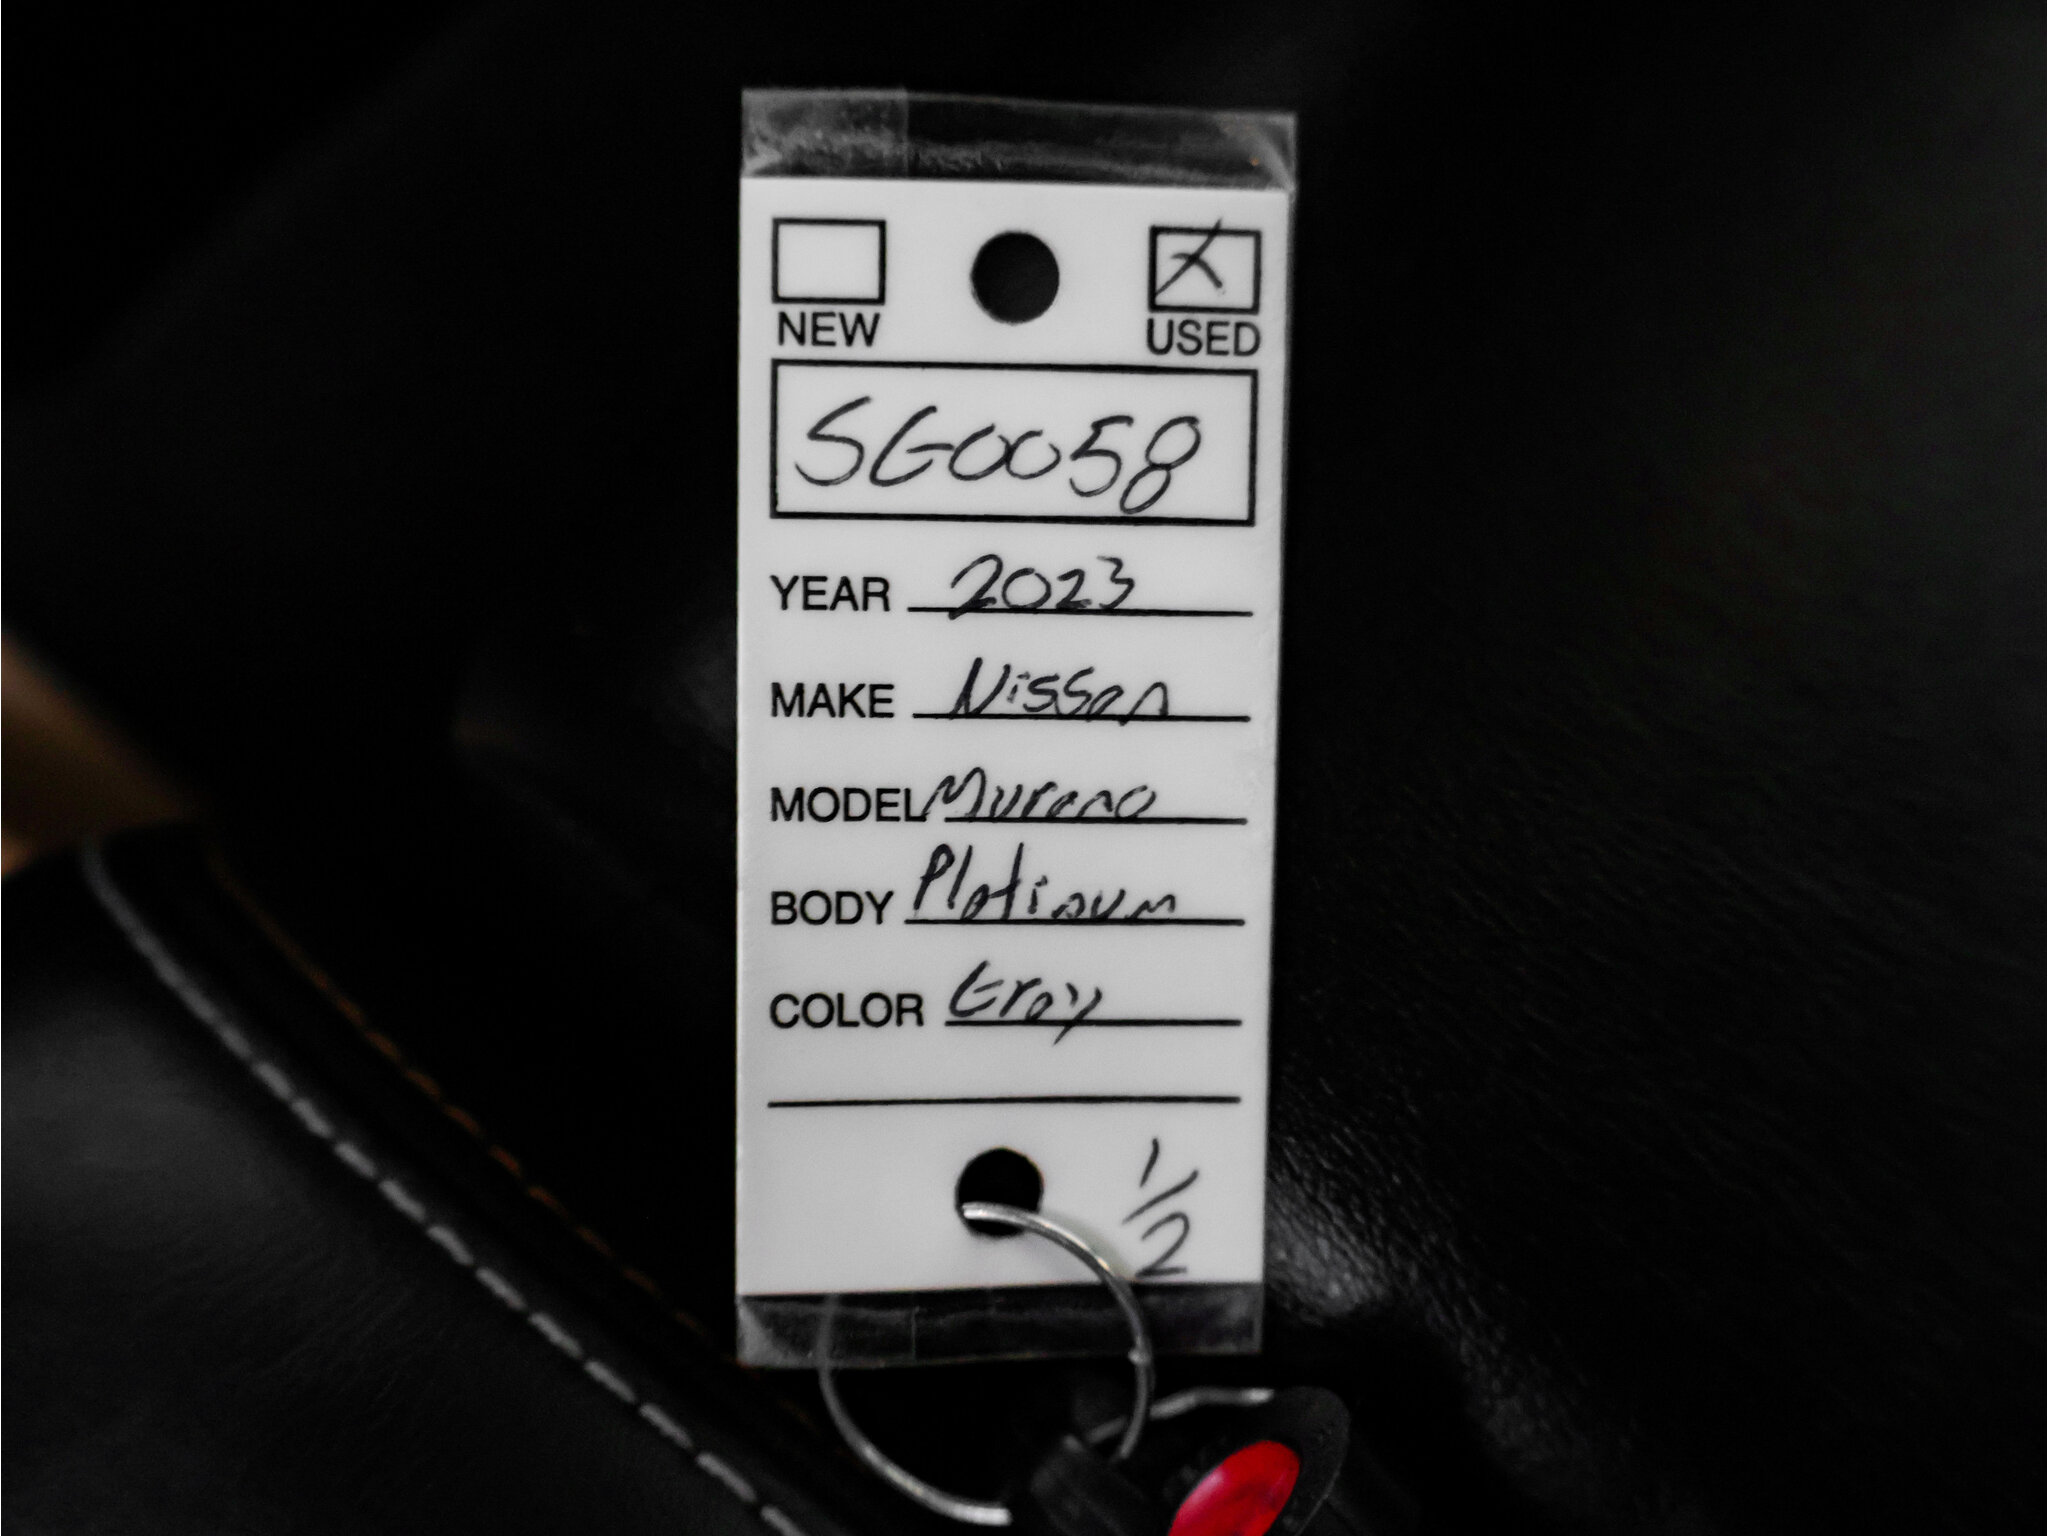 NEW USED
SG0058
YEAR 2023
MAKE Nissan
MODEL Murano
BODY Platinum
COLOR Gray
1/2